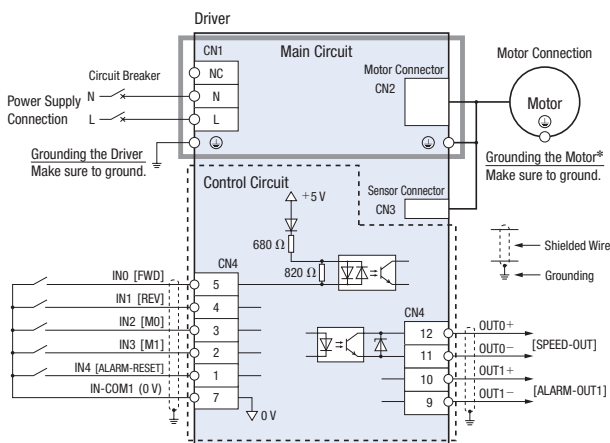 Driver
CN1
Main Circuit
NC
N
L
Circuit Breaker
Power Supply
Connection
N
L
Motor Connector
CN2
Motor Connection
Motor
Grounding the Driver
Make sure to ground.
Grounding the Motor*
Make sure to ground.
Control Circuit
+5 V
Sensor Connector
CN3
680 Ω
820 Ω
Shielded Wire
Grounding
CN4
IN0 [FWD]
5
IN1 [REV]
4
IN2 [M0]
3
IN3 [M1]
2
IN4 [ALARM-RESET]
1
IN-COM1 (0 V)
7
0 V
CN4
12
OUT0+
11
OUT0−
[SPEED-OUT]
10
OUT1+
9
OUT1−
[ALARM-OUT1]